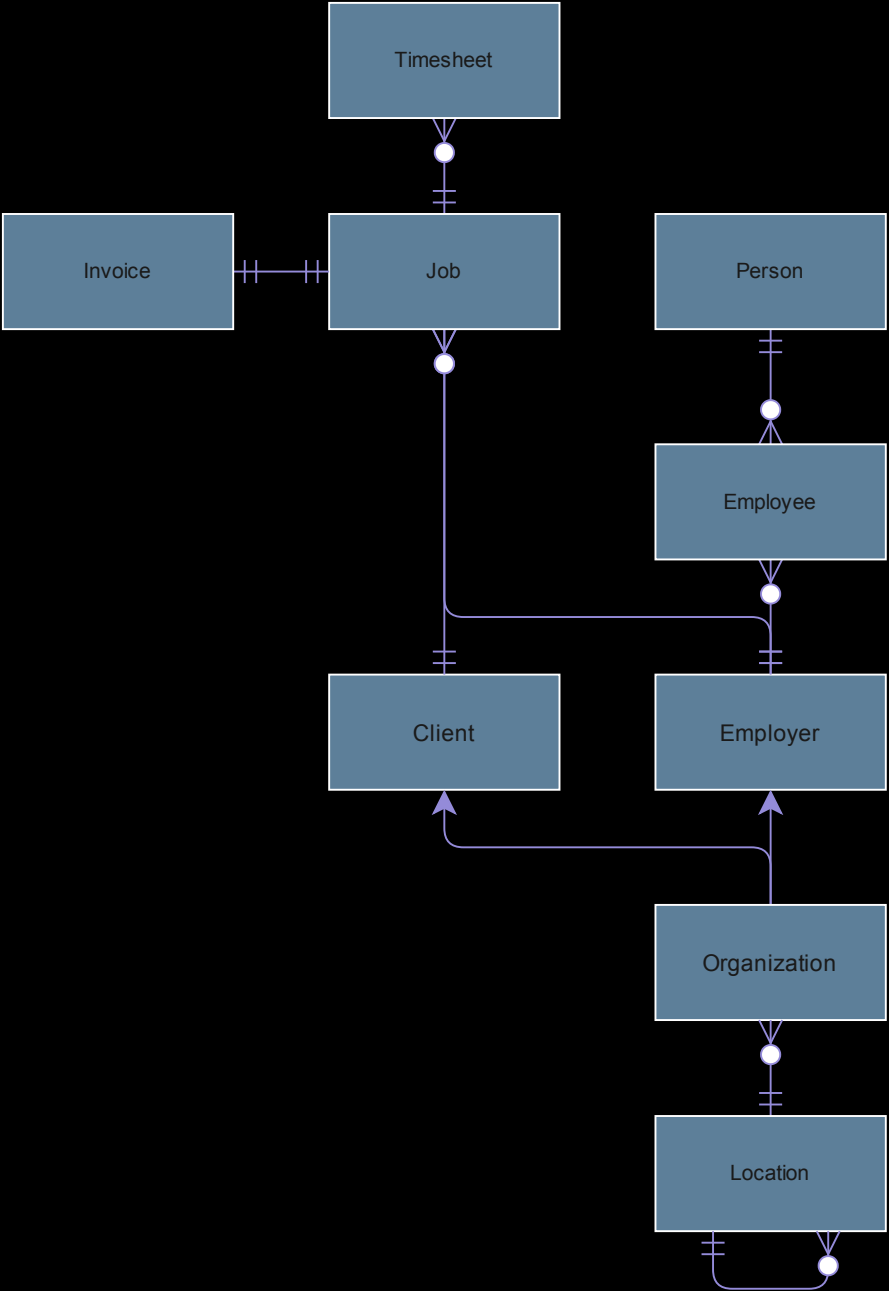 Timesheet
Invoice
Job
Person
Employee
Client
Employer
Organization
Location